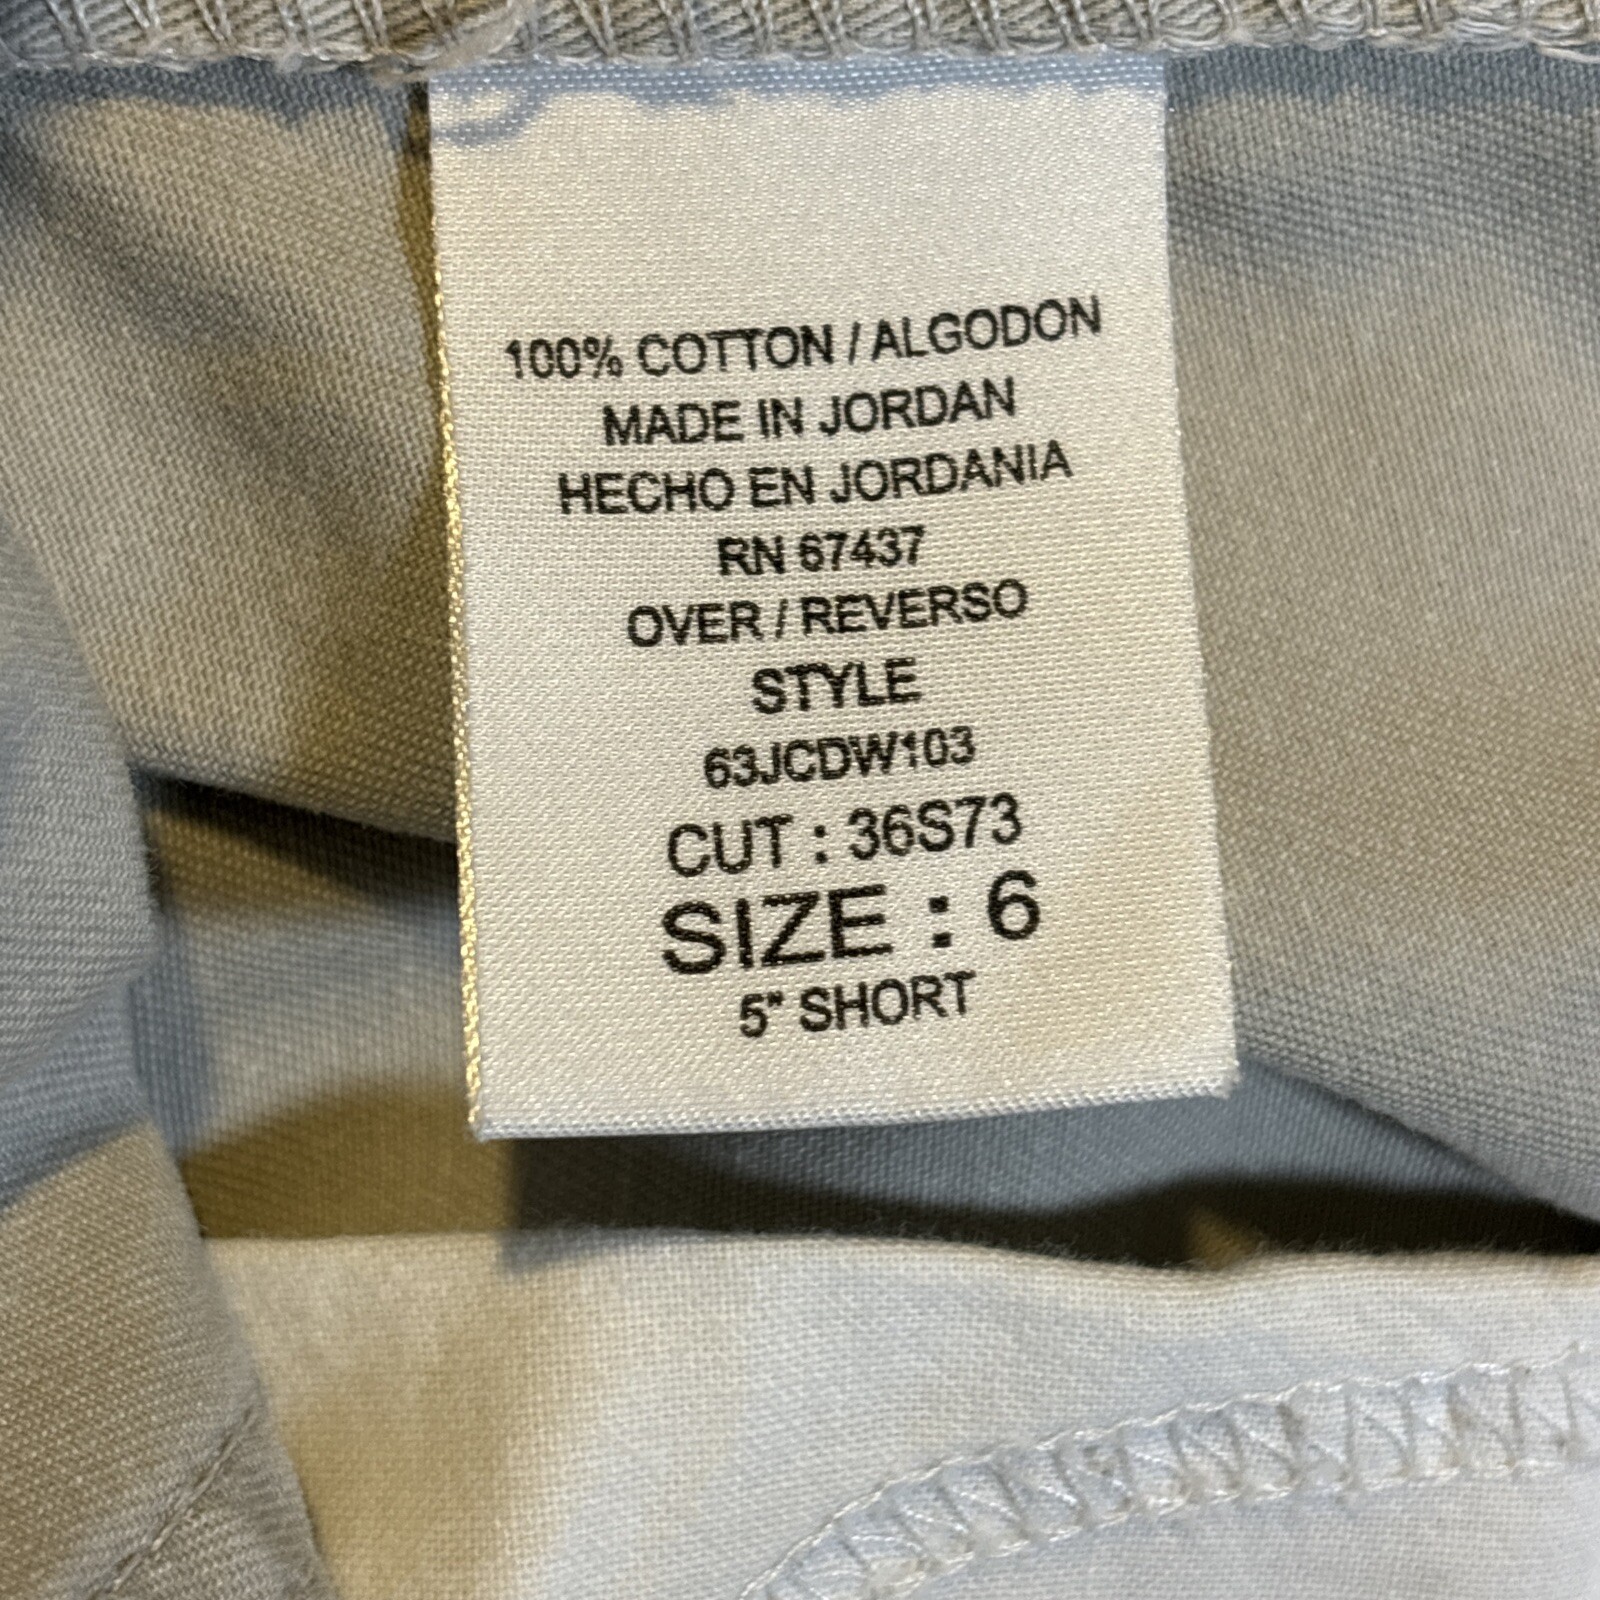 100% COTTON / ALGODON
MADE IN JORDAN
HECHO EN JORDANIA
RN 67437
OVER / REVERSO
STYLE
63JCDW103
CUT : 36S73
SIZE : 6
5" SHORT